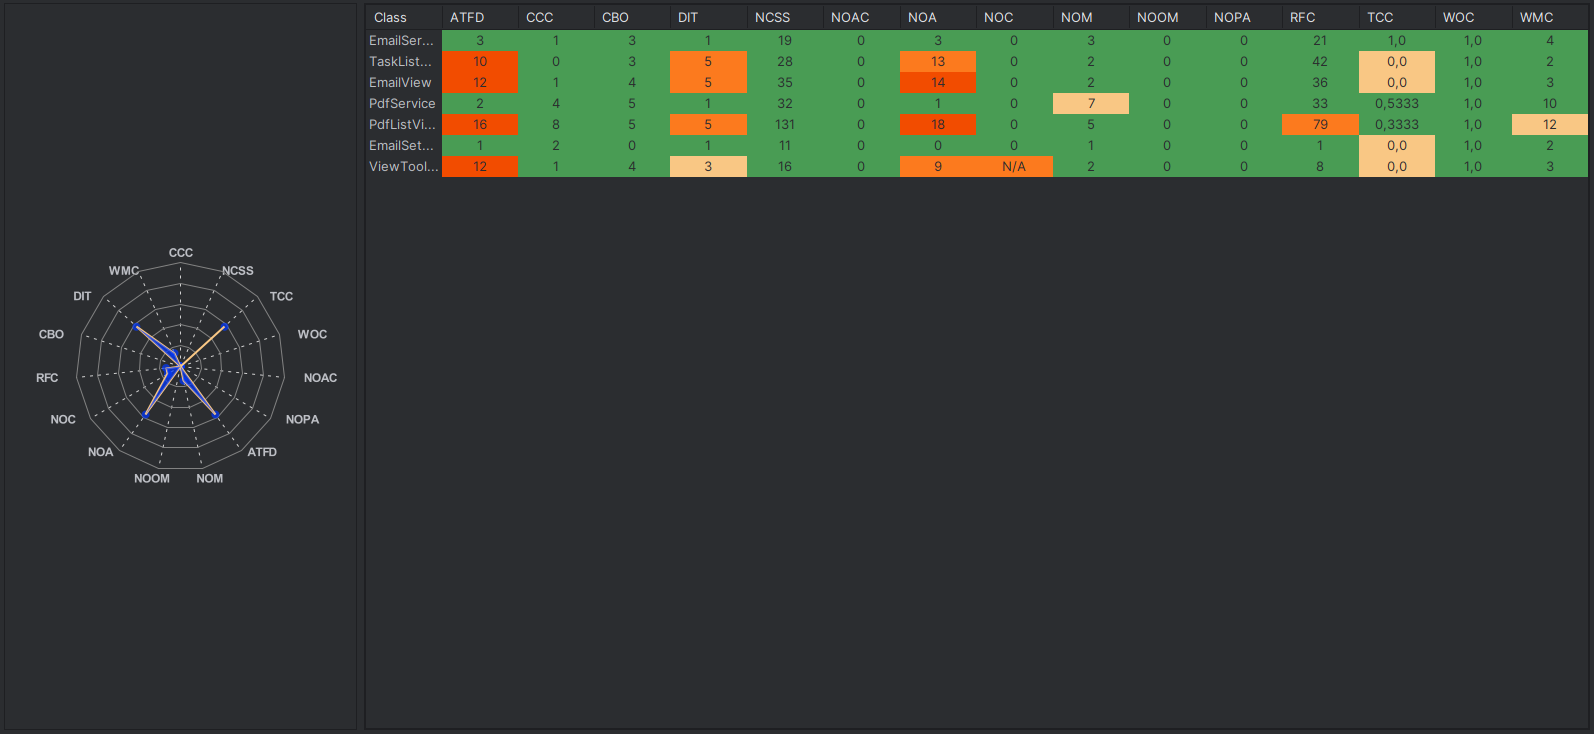 Class ATFD CCC CBO DIT NCSS NOAC NOA NOC NOM NOOM NOPA RFC TCC WOC WMC
EmailSer... 3 1 3 1 19 0 3 0 3 0 0 21 1,0 1,0 4
TaskList... 10 0 3 5 28 0 13 0 2 0 0 42 0,0 1,0 2
EmailView 12 1 4 5 35 0 14 0 2 0 0 36 0,0 1,0 3
PdfService 2 4 5 1 32 0 1 0 7 0 0 33 0,5333 1,0 10
PdfListVi... 16 8 5 5 131 0 18 0 5 0 0 79 0,3333 1,0 12
EmailSet... 1 2 0 1 11 0 0 0 1 0 0 1 0,0 1,0 2
ViewTool... 12 1 4 3 16 0 9 N/A 2 0 0 8 0,0 1,0 3
CCC
WMC NCSS
DIT TCC
CBO WOC
RFC NOAC
NOC NOPA
NOA ATFD
NOOM NOM